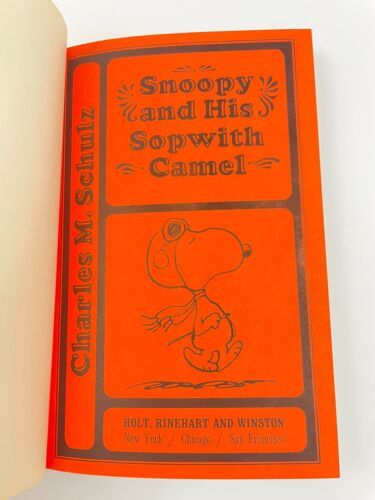 Charles M. Schulz
Snoopy
and His
Sopwith
Camel
HOLT, RINEHART AND WINSTON
New York / Chicago / San Francisco